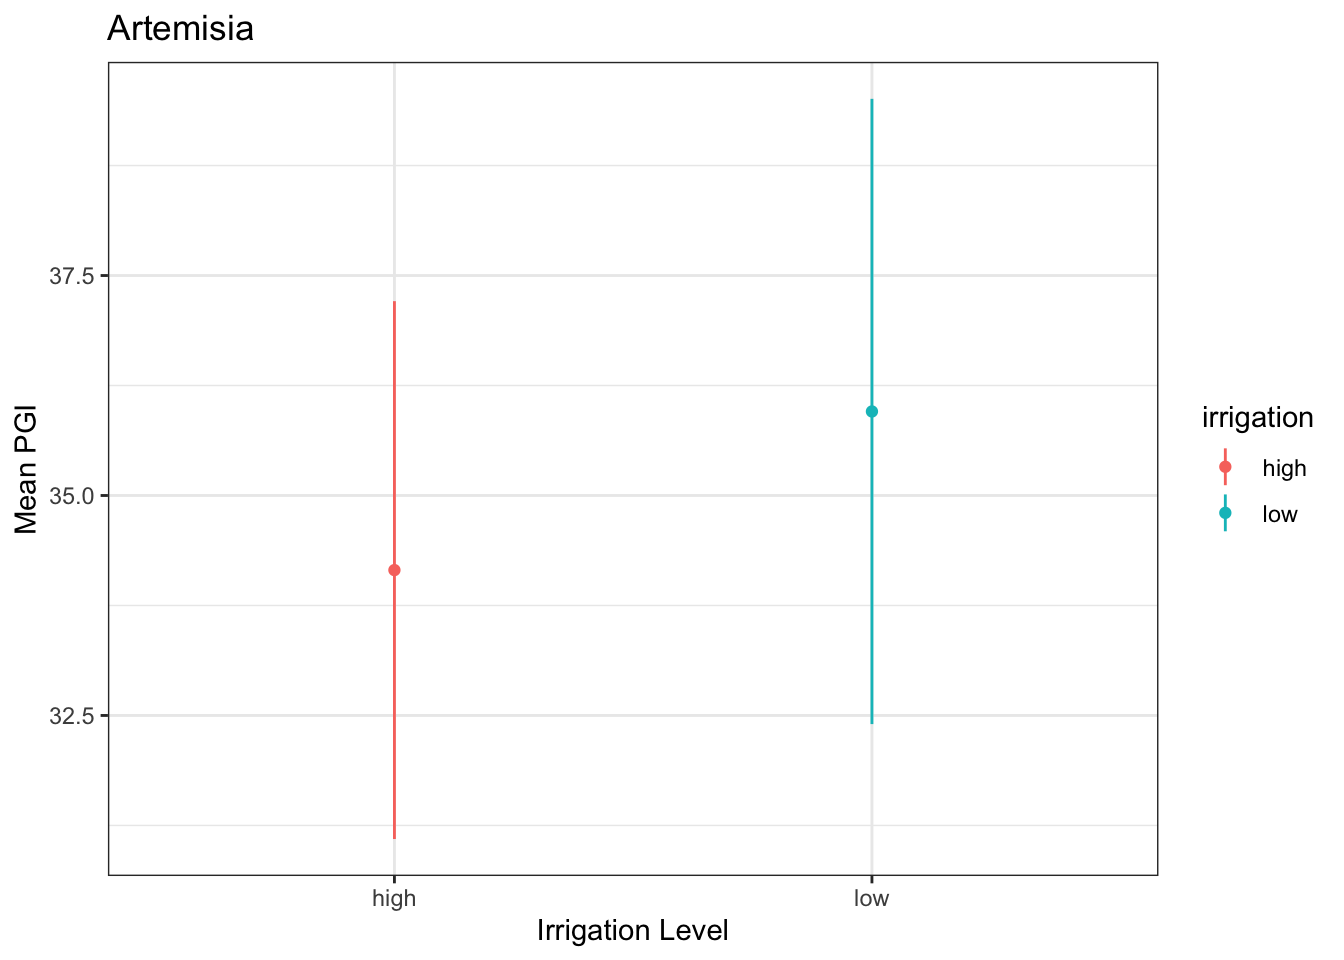 Artemisia
Mean PGI
37.5
35.0
32.5
high
low
Irrigation Level
irrigation
high
low